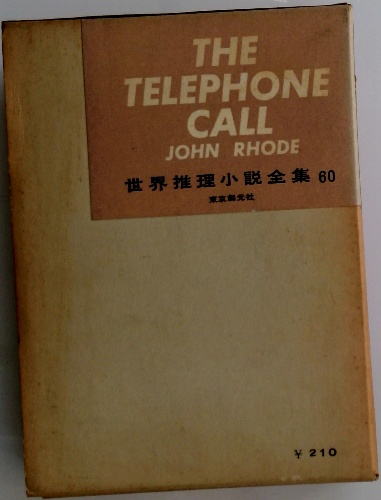 THE
TELEPHONE
CALL
JOHN RHODE
世界推理小説全集 60
東京創元社
¥ 210